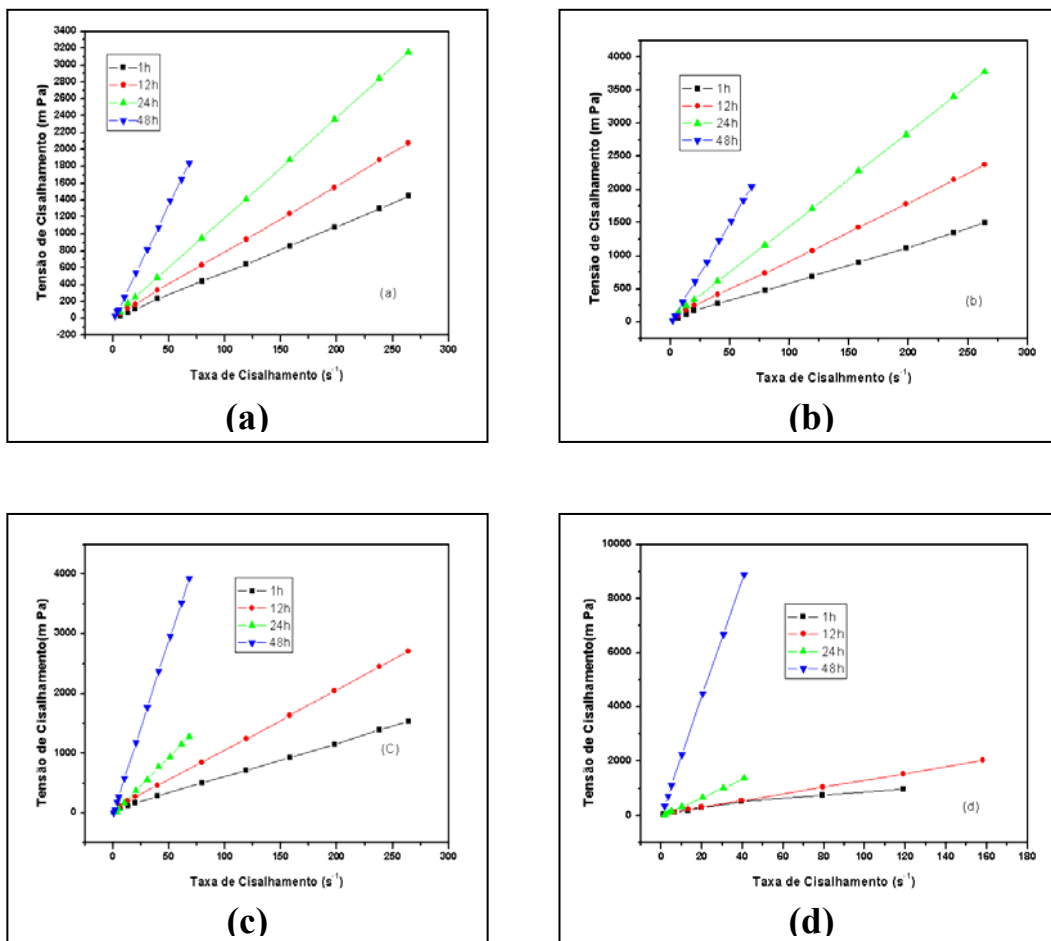 3400
3200
3000
2800
2600
2400
2200
2000
1800
1600
1400
1200
1000
800
600
400
200
0
-200
Tensão de Cisalhamento (m Pa)
1h
12h
24h
48h
(a)
0 50 100 150 200 250 300
Taxa de Cisalhamento (s-1)
(a)
4000
3500
3000
2500
2000
1500
1000
500
0
Tensão de Cisalhamento (m Pa)
1h
12h
24h
48h
(b)
0 50 100 150 200 250 300
Taxa de Cisalhmento (s-1)
(b)
4000
3000
2000
1000
0
Tensão de Cisalhamento(m Pa)
1h
12h
24h
48h
(C)
0 50 100 150 200 250 300
Taxa de Cisalhamento (s-1)
(c)
10000
8000
6000
4000
2000
0
Tensão de Cisalhamento(m Pa)
1h
12h
24h
48h
(d)
0 20 40 60 80 100 120 140 160 180
Taxa de Cisalhamento (s-1)
(d)